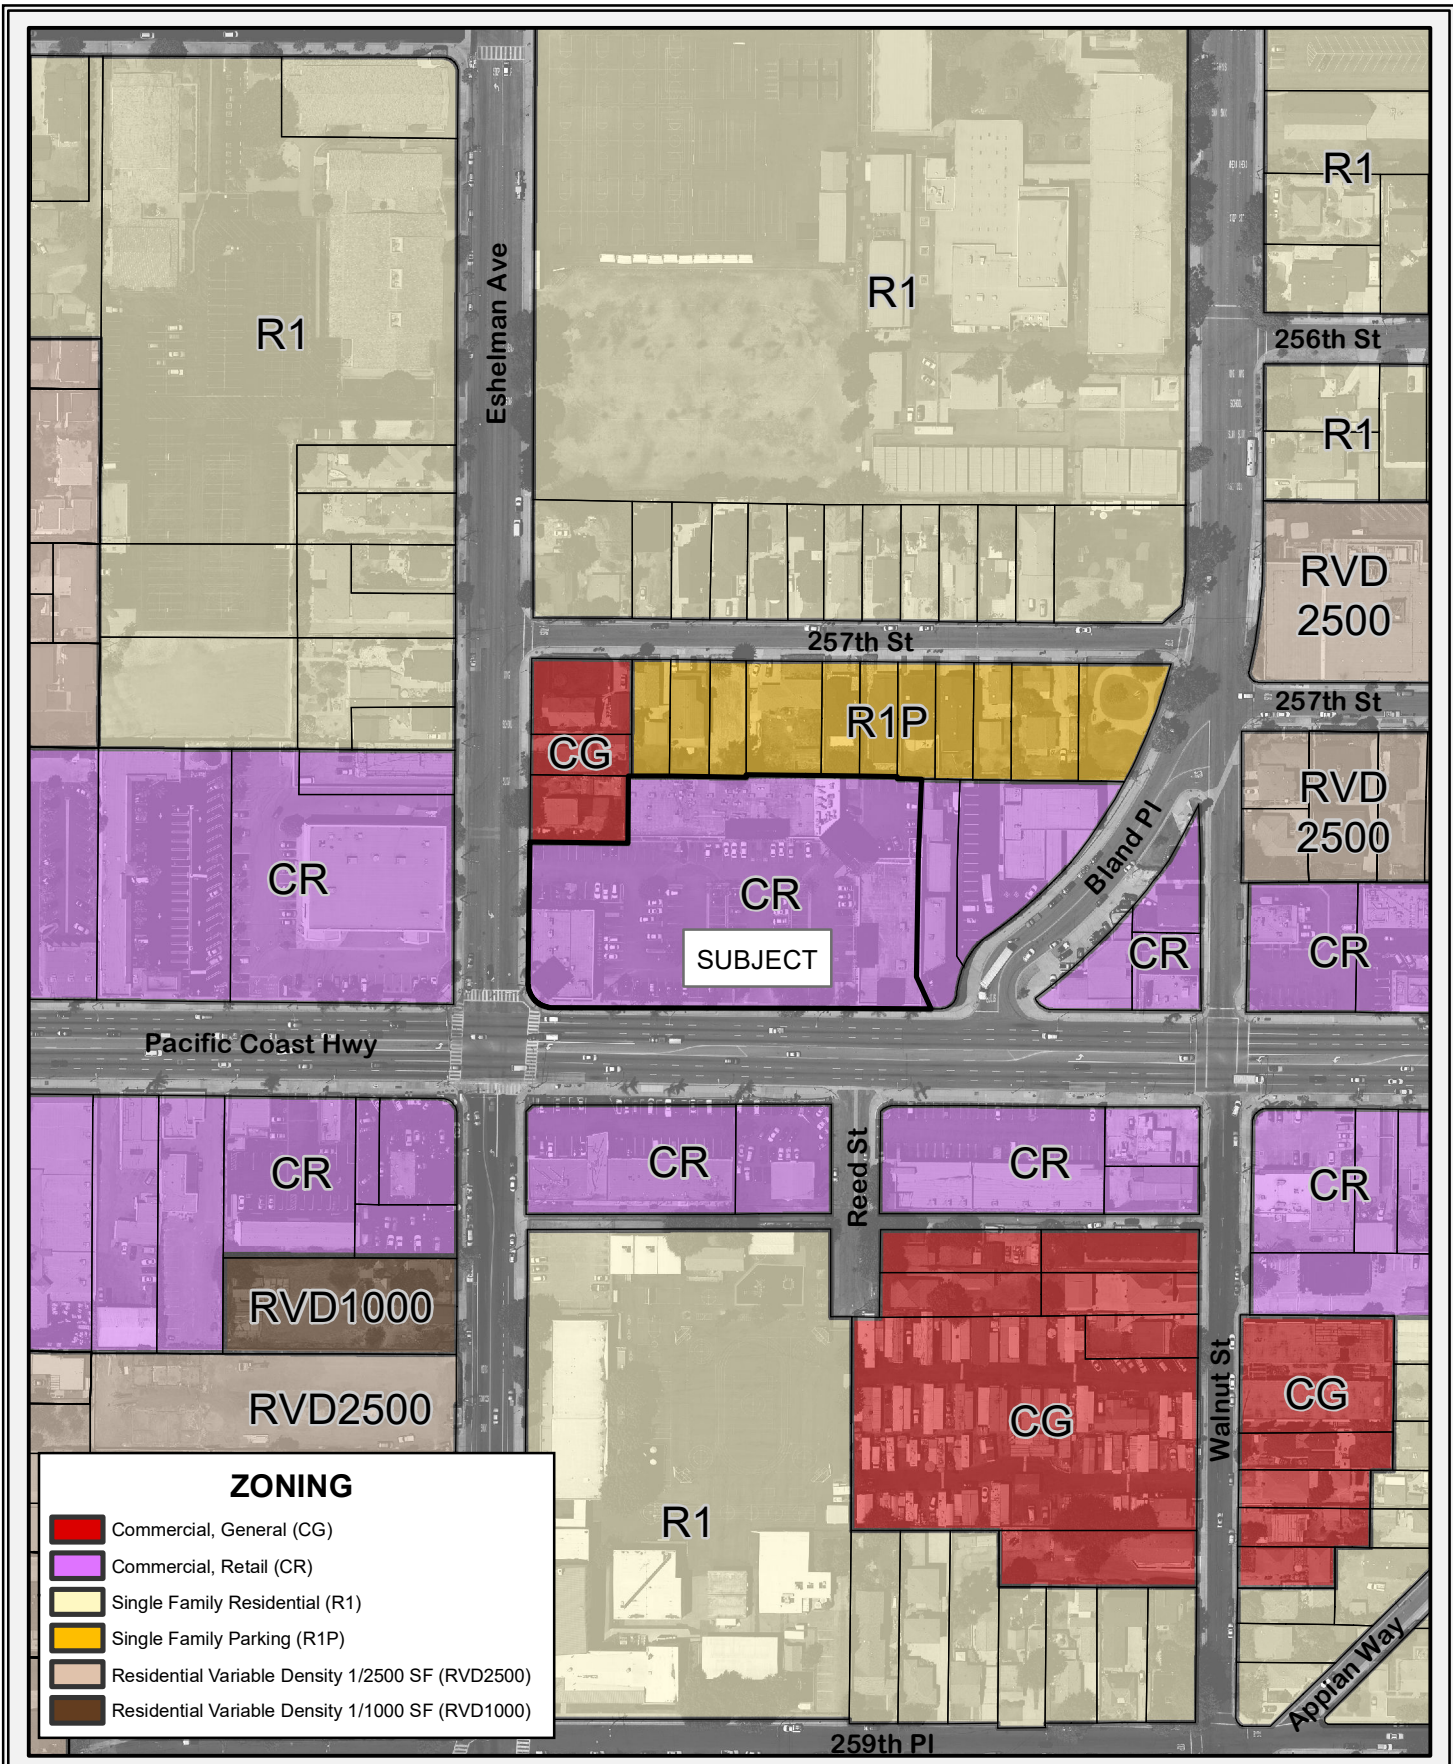 R1
R1
R1
Eshelman Ave
256th St
R1
RVD
2500
257th St
257th St
R1P
CG
RVD
2500
Bland Pl
CR
CR
SUBJECT
CR
CR
Pacific Coast Hwy
CR
CR
Reed St
CR
CR
RVD1000
RVD2500
Walnut St
CG
CG
R1
Appian Way
259th Pl
ZONING
Commercial, General (CG)
Commercial, Retail (CR)
Single Family Residential (R1)
Single Family Parking (R1P)
Residential Variable Density 1/2500 SF (RVD2500)
Residential Variable Density 1/1000 SF (RVD1000)